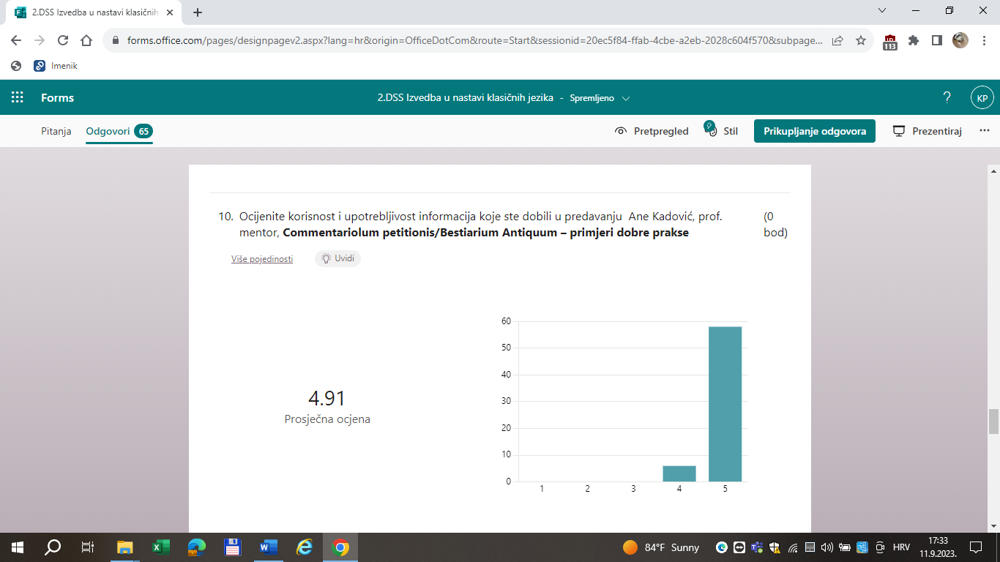 2.DSS Izvedba u nastavi klasičnih
forms.office.com/pages/designpagev2.aspx?lang=hr&origin=OfficeDotCom&route=Start&sessionid=20ec5f84-ffab-4cbe-a2eb-2028c604f570&subpage...
113
Imenik
Forms
2.DSS Izvedba u nastavi klasičnih jezika - Spremljeno
?
KP
Pitanja
Odgovori 65
Pretpregled
Stil
Prikupljanje odgovora
Prezentiraj
10. Ocijenite korisnost i upotrebljivost informacija koje ste dobili u predavanju Ane Kadović, prof. (0
mentor, Commentariolum petitionis/Bestiarium Antiquum – primjeri dobre prakse bod)
Više pojedinosti
Uvidi
4.91
Prosječna ocjena
60
50
40
30
20
10
0
1 2 3 4 5
84°F Sunny
HRV
17:33
11.9.2023.